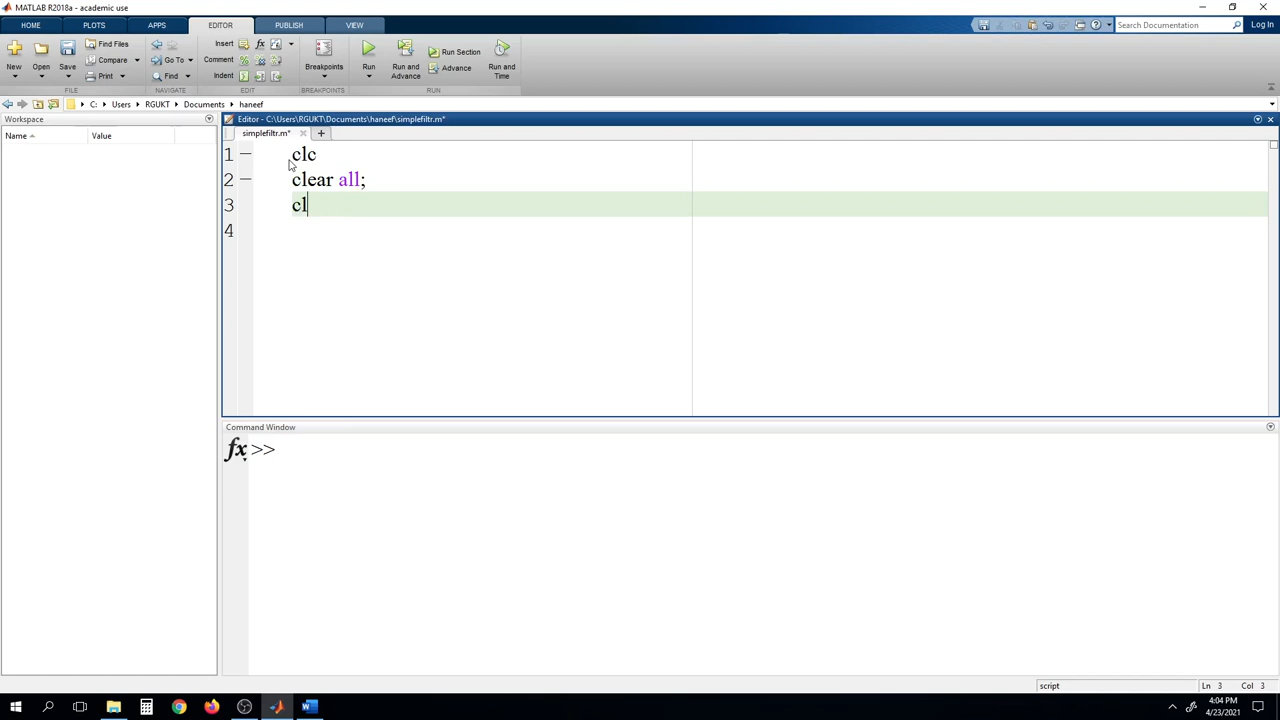 MATLAB R2018a - academic use
HOME PLOTS APPS EDITOR PUBLISH VIEW
Search Documentation
Log In
New Open Save
Find Files
Compare
Print
Go To
Find
Insert
Comment
Indent
fx
Breakpoints
Run
Run and Advance
Run Section
Advance
Run and Time
FILE NAVIGATE EDIT BREAKPOINTS RUN
C: Users RGUKT Documents haneef
Workspace
Name Value
Editor - C:\Users\RGUKT\Documents\haneef\simplefiltr.m*
simplefiltr.m*
1 clc
2 clear all;
3 cl
4
Command Window
fx >>
script
Ln 3 Col 3
4:04 PM
4/23/2021